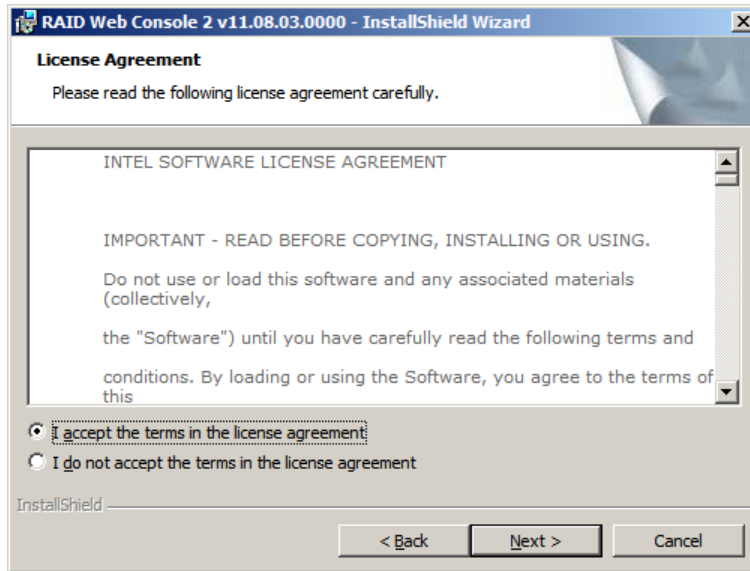 RAID Web Console 2 v11.08.03.0000 - InstallShield Wizard
License Agreement
Please read the following license agreement carefully.
INTEL SOFTWARE LICENSE AGREEMENT
IMPORTANT - READ BEFORE COPYING, INSTALLING OR USING.
Do not use or load this software and any associated materials
(collectively,
the "Software") until you have carefully read the following terms and
conditions. By loading or using the Software, you agree to the terms of
this
I accept the terms in the license agreement
I do not accept the terms in the license agreement
InstallShield
< Back
Next >
Cancel